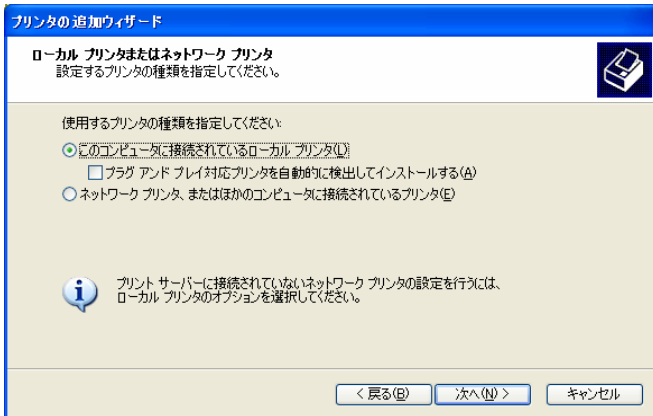 プリンタの追加ウィザード
ローカル プリンタまたはネットワーク プリンタ
設定するプリンタの種類を指定してください。
使用するプリンタの種類を指定してください:
このコンピュータに接続されているローカル プリンタ(L)
プラグ アンド プレイ対応プリンタを自動的に検出してインストールする(A)
ネットワーク プリンタ、またはほかのコンピュータに接続されているプリンタ(E)
プリント サーバーに接続されていないネットワーク プリンタの設定を行うには、
ローカル プリンタのオプションを選択してください。
< 戻る(B) 次へ(N) > キャンセル